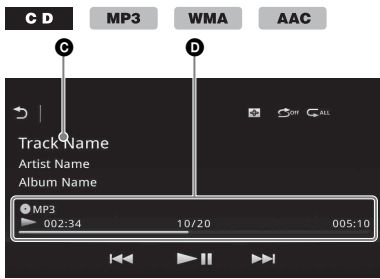 CD MP3 WMA AAC
C D
OFF ALL
Track Name
Artist Name
Album Name
MP3
002:34 10/20 005:10